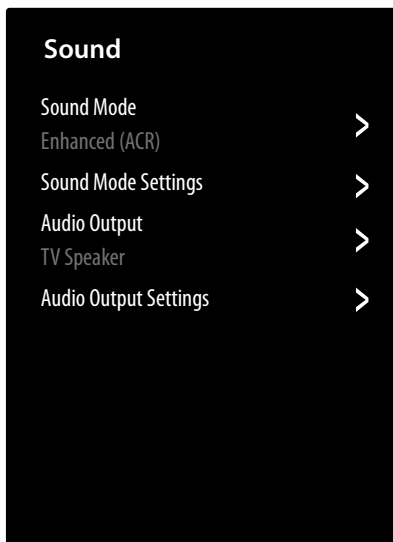 Sound
Sound Mode
Enhanced (ACR)
Sound Mode Settings
Audio Output
TV Speaker
Audio Output Settings